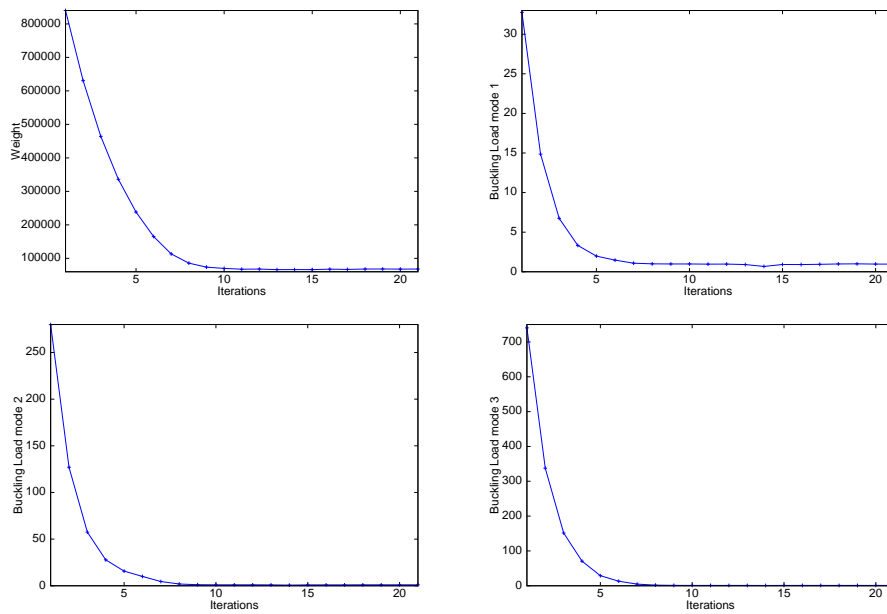 800000
700000
600000
500000
400000
300000
200000
100000
Weight
5 10 15 20
Iterations
30
25
20
15
10
5
0
Buckling Load mode 1
5 10 15 20
Iterations
250
200
150
100
50
0
Buckling Load mode 2
5 10 15 20
Iterations
700
600
500
400
300
200
100
0
Buckling Load mode 3
5 10 15 20
Iterations